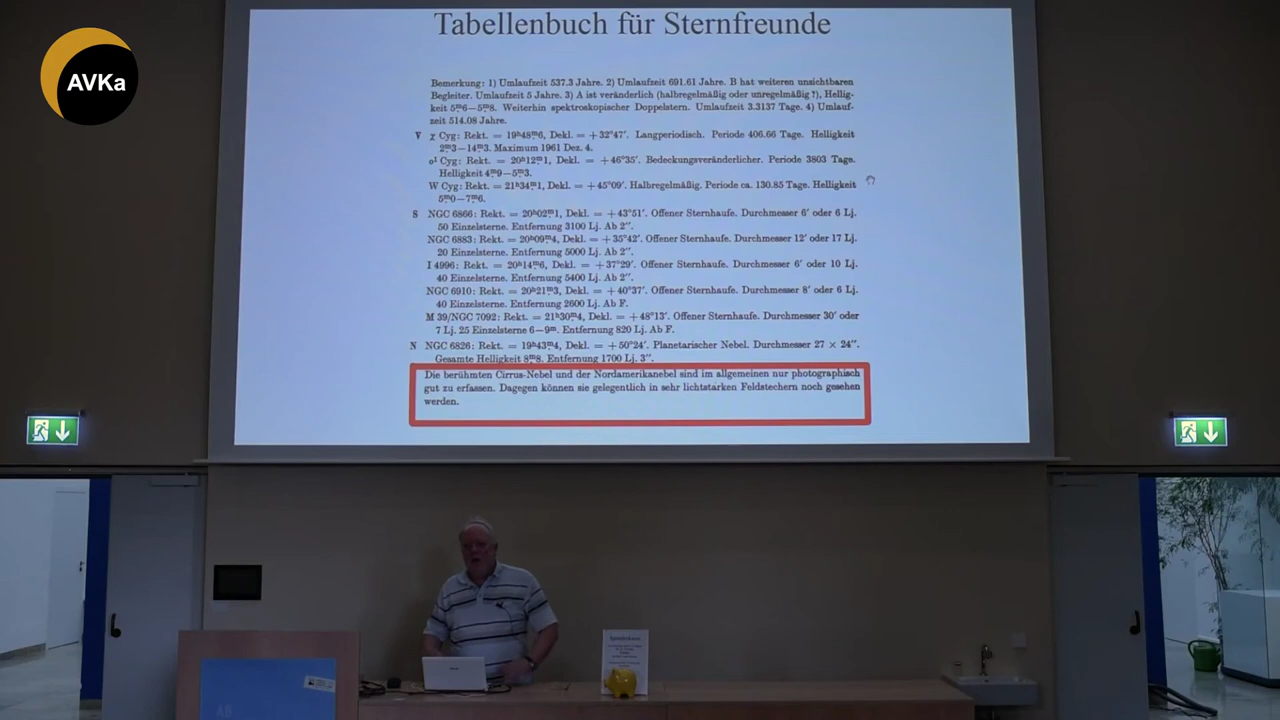 AVKa
Tabellenbuch für Sternfreunde
Bemerkung: 1) Umlaufzeit 537.3 Jahre. 2) Umlaufzeit 691.61 Jahre. B hat weiteren unsichtbaren
Begleiter. Umlaufzeit 5 Jahre. 3) A ist veränderlich (halbregelmäßig oder unregelmäßig ?), Hellig-
keit 5ᵐ6–5ᵐ8. Weiterhin spektroskopischer Doppelstern. Umlaufzeit 3.3137 Tage. 4) Umlauf-
zeit 514.08 Jahre.
V χ Cyg: Rekt. = 19ʰ48ᵐ6, Dekl. = +32°47′. Langperiodisch. Periode 406.66 Tage. Helligkeit
2ᵐ3–14ᵐ3. Maximum 1961 Dez. 4.
o¹ Cyg: Rekt. = 20ʰ12ᵐ1, Dekl. = +46°35′. Bedeckungsveränderlicher. Periode 3803 Tage.
Helligkeit 4ᵐ9–5ᵐ3.
W Cyg: Rekt. = 21ʰ34ᵐ1, Dekl. = +45°09′. Halbregelmäßig. Periode ca. 130.85 Tage. Helligkeit
5ᵐ0–7ᵐ6.
S NGC 6866: Rekt. = 20ʰ02ᵐ1, Dekl. = +43°51′. Offener Sternhaufe. Durchmesser 6′ oder 6 Lj.
50 Einzelsterne. Entfernung 3100 Lj. Ab 2″.
NGC 6883: Rekt. = 20ʰ09ᵐ4, Dekl. = +35°42′. Offener Sternhaufe. Durchmesser 12′ oder 17 Lj.
20 Einzelsterne. Entfernung 5000 Lj. Ab 2″.
I 4996: Rekt. = 20ʰ14ᵐ6, Dekl. = +37°29′. Offener Sternhaufe. Durchmesser 6′ oder 10 Lj.
40 Einzelsterne. Entfernung 5400 Lj. Ab 2″.
NGC 6910: Rekt. = 20ʰ21ᵐ3, Dekl. = +40°37′. Offener Sternhaufe. Durchmesser 8′ oder 6 Lj.
40 Einzelsterne. Entfernung 2600 Lj. Ab F.
M 39/NGC 7092: Rekt. = 21ʰ30ᵐ4, Dekl. = +48°13′. Offener Sternhaufe. Durchmesser 30′ oder
7 Lj. 25 Einzelsterne 6–9ᵐ. Entfernung 820 Lj. Ab F.
N NGC 6826: Rekt. = 19ʰ43ᵐ4, Dekl. = +50°24′. Planetarischer Nebel. Durchmesser 27 × 24″.
Gesamte Helligkeit 8ᵐ8. Entfernung 1700 Lj. 3″.
Die berühmten Cirrus-Nebel und der Nordamerikanebel sind im allgemeinen nur photographisch
gut zu erfassen. Dagegen können sie gelegentlich in sehr lichtstarken Feldstechern noch gesehen
werden.